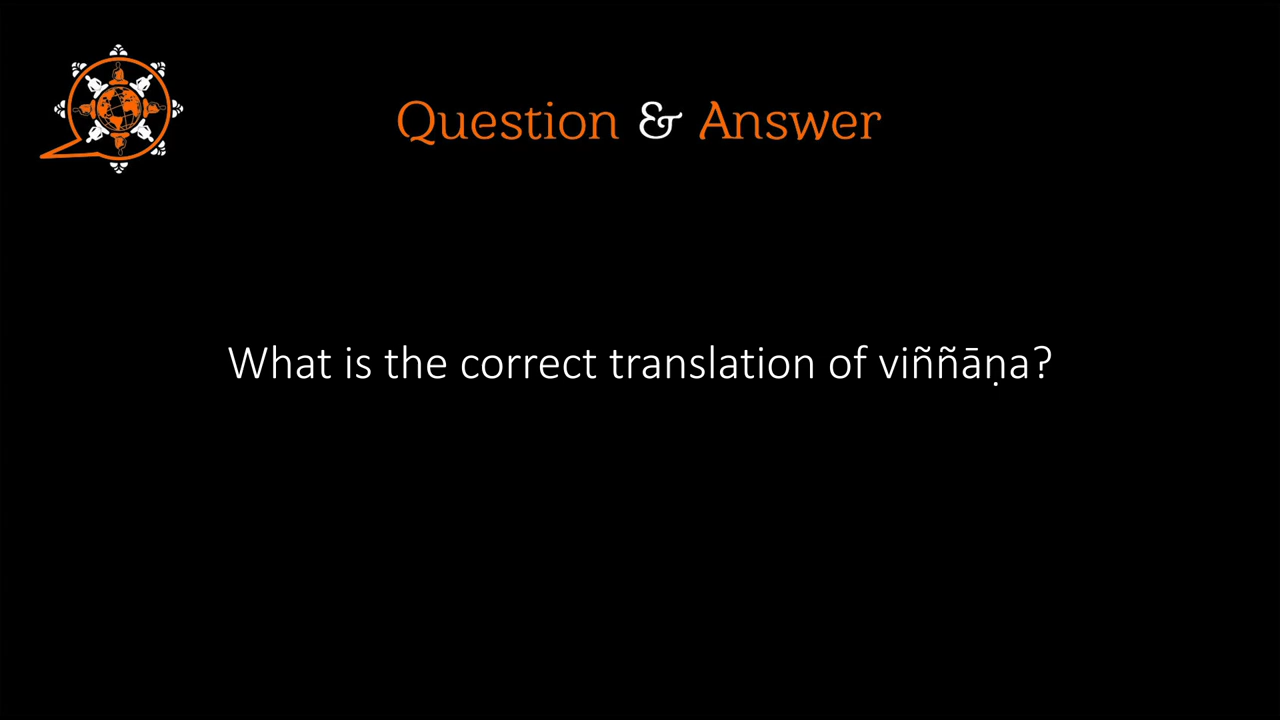 Question & Answer
What is the correct translation of viññāṇa?